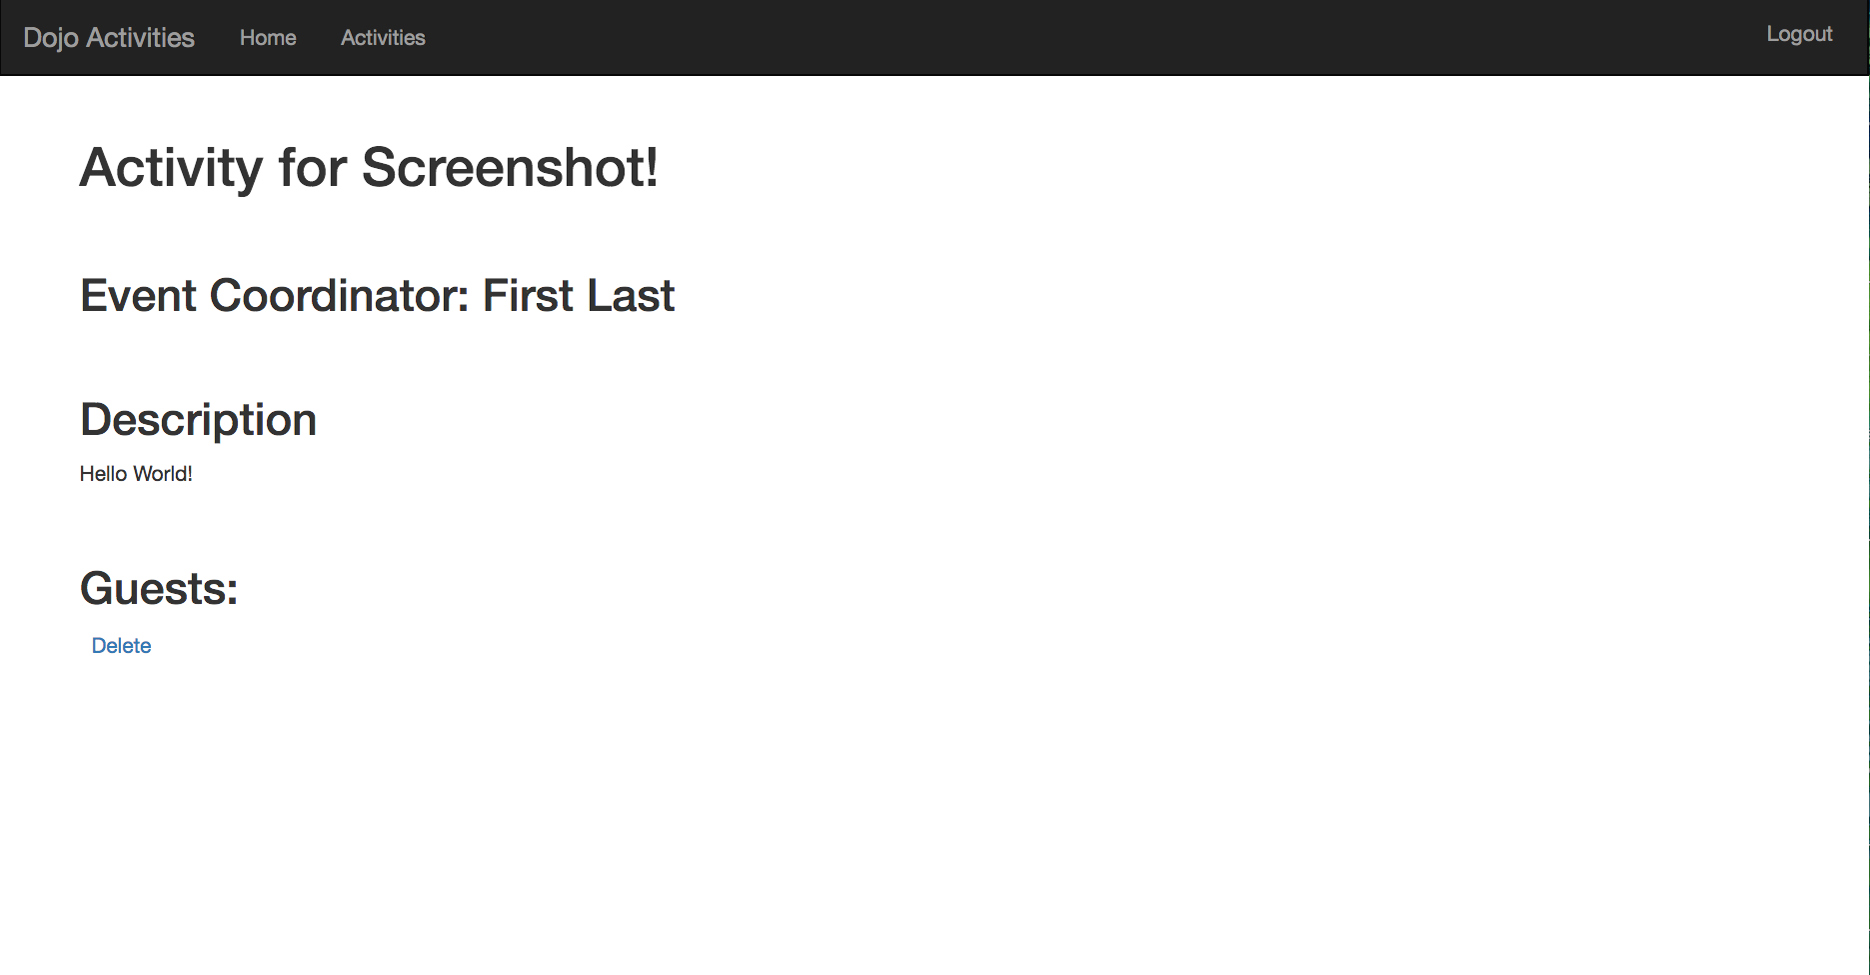 Dojo Activities Home Activities Logout
Activity for Screenshot!
Event Coordinator: First Last
Description
Hello World!
Guests:
Delete